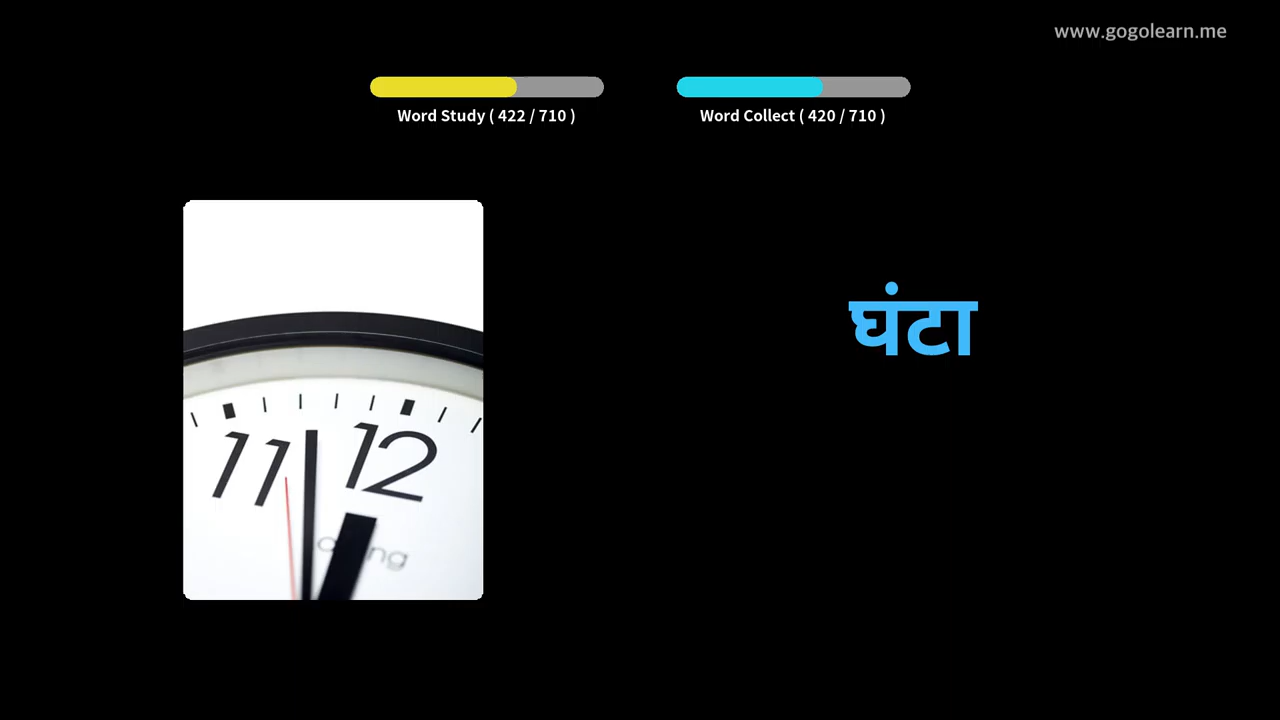 www.gogolearn.me
Word Study ( 422 / 710 )
Word Collect ( 420 / 710 )
घंटा
11 12